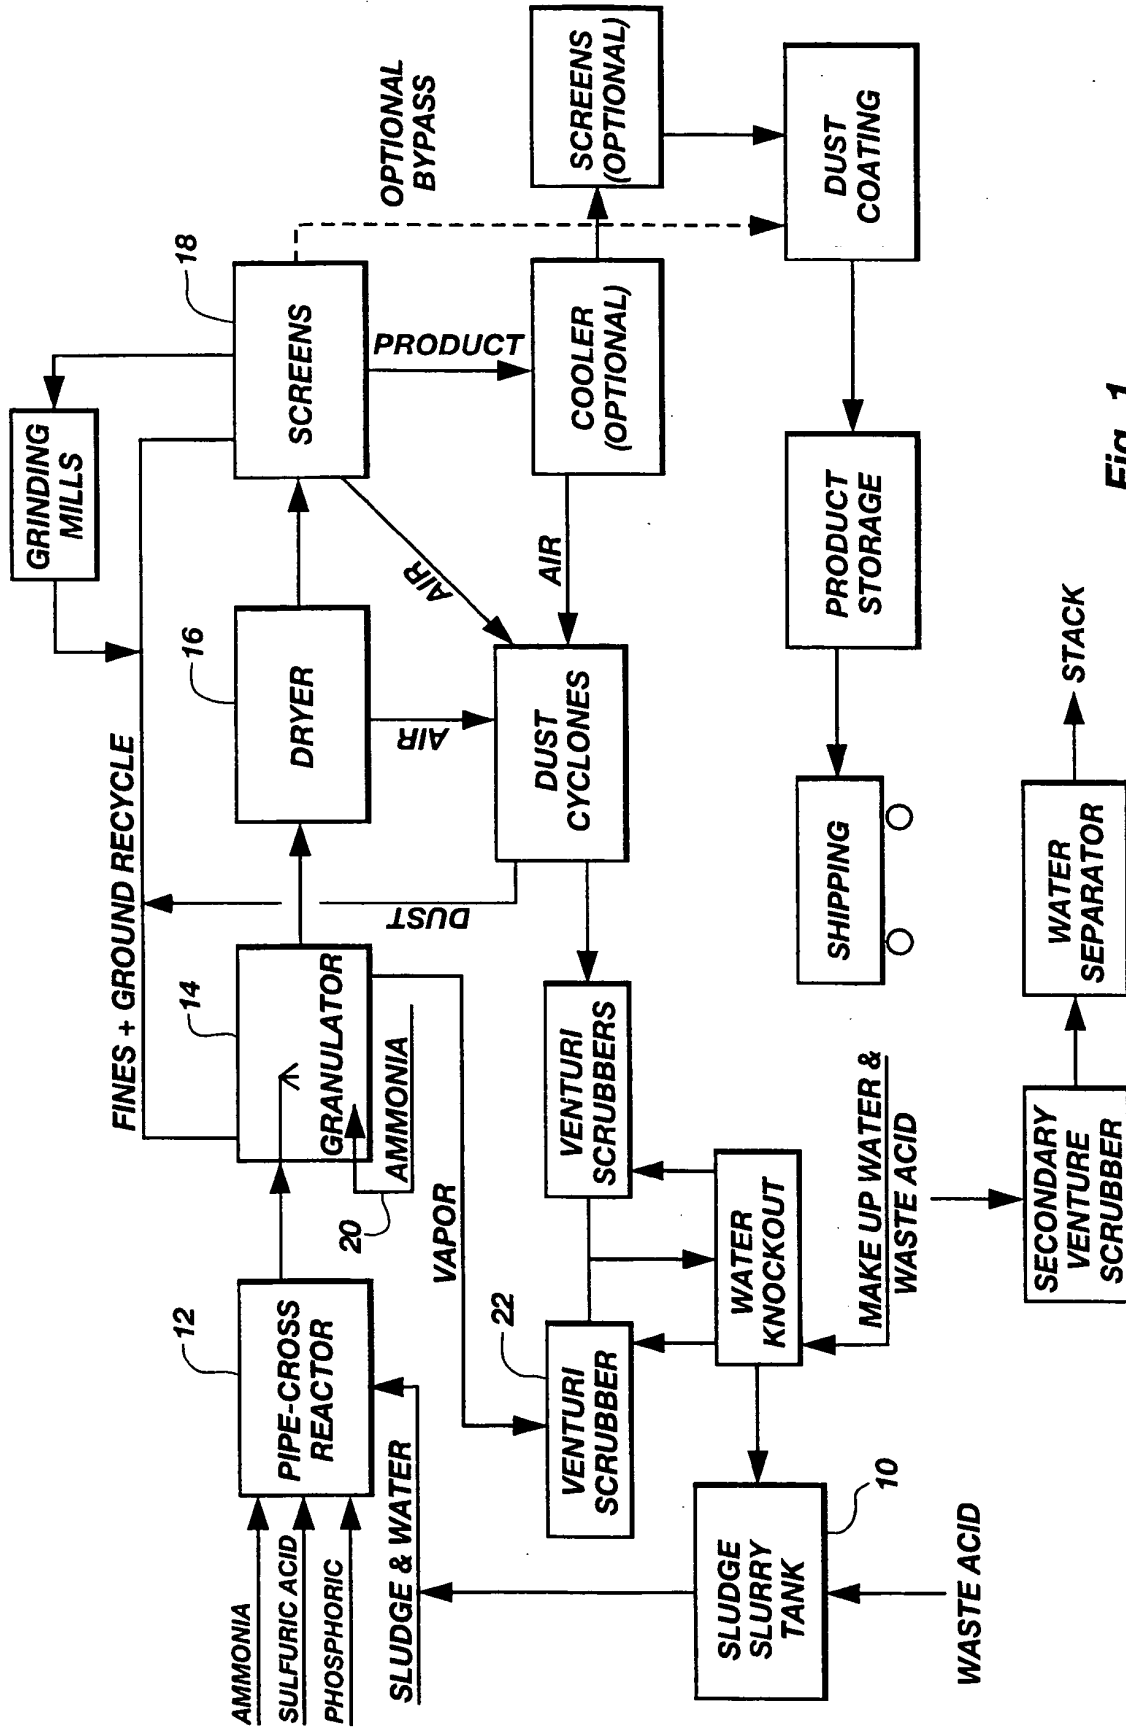 GRINDING
MILLS
FINES + GROUND RECYCLE
18
16
14
12
SCREENS
DRYER
GRANULATOR
PIPE-CROSS
REACTOR
AMMONIA
SULFURIC ACID
PHOSPHORIC
20
AMMONIA
SLUDGE & WATER
OPTIONAL
BYPASS
PRODUCT
AIR
AIR
AIR
DUST
VAPOR
22
SCREENS
(OPTIONAL)
COOLER
(OPTIONAL)
DUST
CYCLONES
VENTURI
SCRUBBERS
VENTURI
SCRUBBER
WATER
KNOCKOUT
SLUDGE
SLURRY
TANK
10
WASTE ACID
MAKE UP WATER &
WASTE ACID
DUST
COATING
PRODUCT
STORAGE
SHIPPING
SECONDARY
VENTURE
SCRUBBER
WATER
SEPARATOR
STACK
Fig. 1